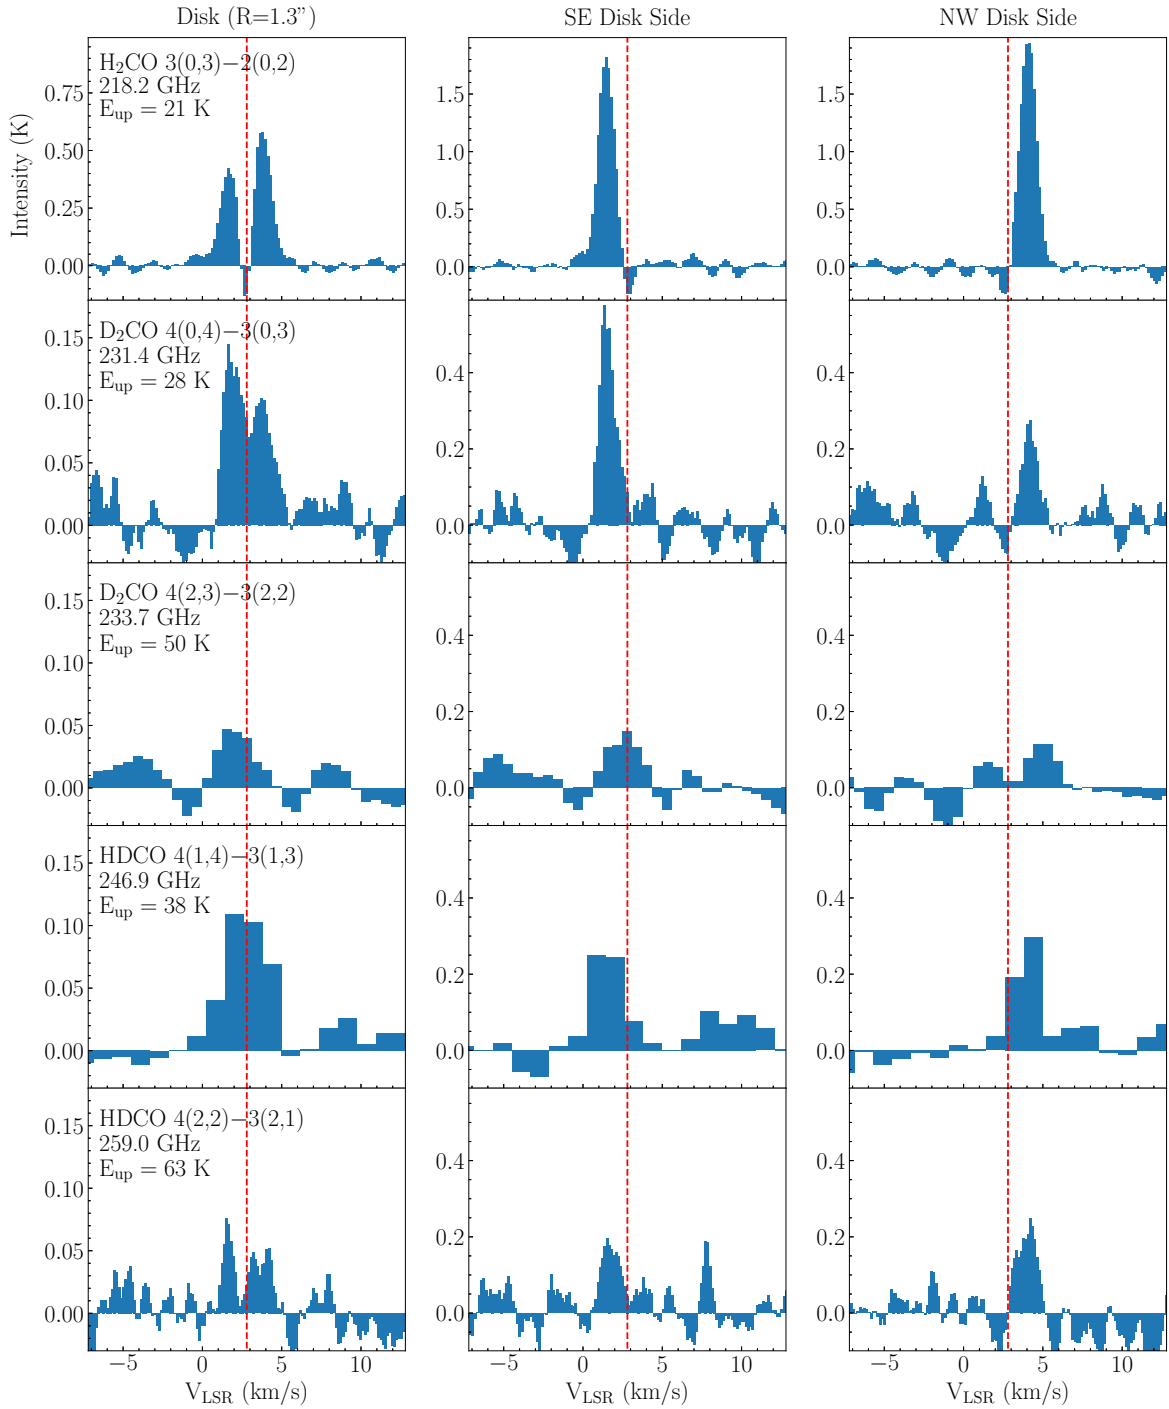 Disk (R=1.3”)
SE Disk Side
NW Disk Side
H₂CO 3(0,3)−2(0,2)
218.2 GHz
E_up = 21 K
Intensity (K)
0.75
0.50
0.25
0.00
1.5
1.0
0.5
0.0
1.5
1.0
0.5
0.0
D₂CO 4(0,4)−3(0,3)
231.4 GHz
E_up = 28 K
0.15
0.10
0.05
0.00
0.4
0.2
0.0
0.4
0.2
0.0
D₂CO 4(2,3)−3(2,2)
233.7 GHz
E_up = 50 K
0.15
0.10
0.05
0.00
0.4
0.2
0.0
0.4
0.2
0.0
HDCO 4(1,4)−3(1,3)
246.9 GHz
E_up = 38 K
0.15
0.10
0.05
0.00
0.4
0.2
0.0
0.4
0.2
0.0
HDCO 4(2,2)−3(2,1)
259.0 GHz
E_up = 63 K
0.15
0.10
0.05
0.00
0.4
0.2
0.0
0.4
0.2
0.0
−5 0 5 10
−5 0 5 10
−5 0 5 10
V_LSR (km/s)
V_LSR (km/s)
V_LSR (km/s)